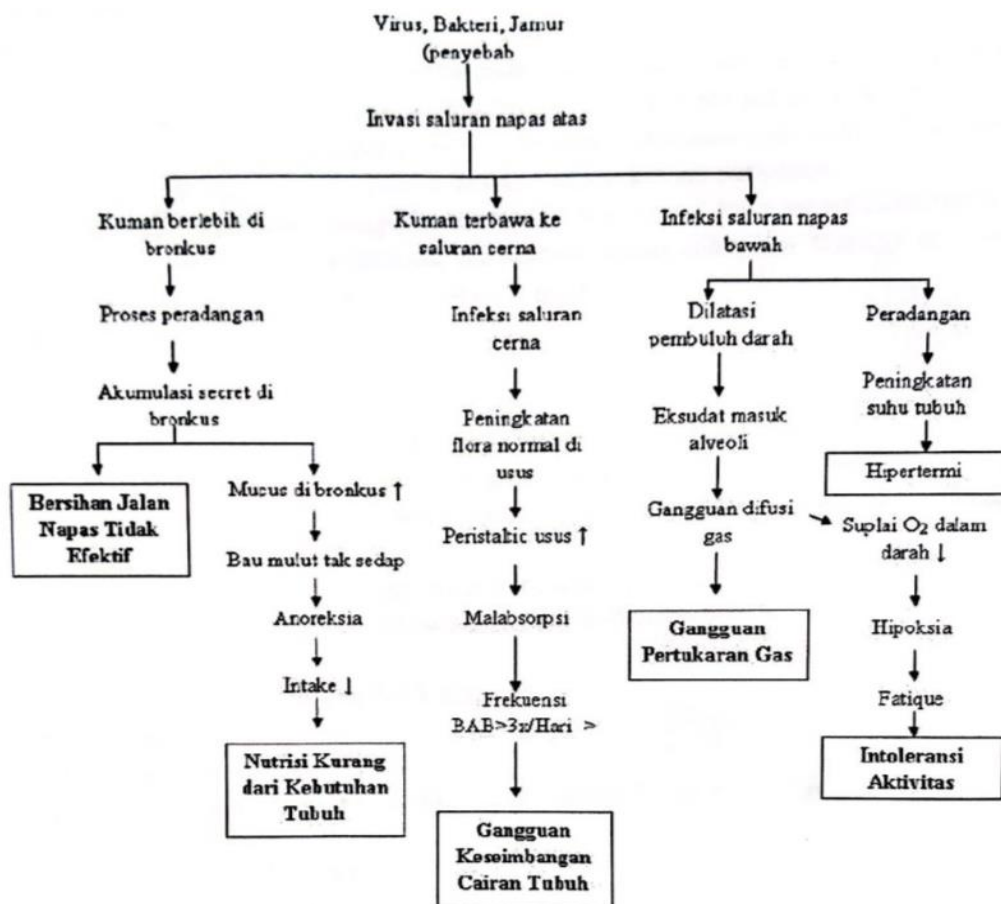 Virus, Bakteri, Jamur
(penyebab
Invasi saluran napas atas
Kuman berlebih di
bronkus
Kuman terbawa ke
saluran cerna
Infeksi saluran napas
bawah
Proses peradangan
Infeksi saluran
cerna
Dilatasi
pembuluh darah
Peradangan
Akumulasi secret di
bronkus
Peningkatan
flora normal di
usus
Eksudat masuk
alveoli
Peningkatan
suhu tubuh
Hipertermi
Bersihan Jalan
Napas Tidak
Efektif
Mucus di bronkus ↑
Peristaltic usus ↑
Gangguan difusi
gas
Suplai O₂ dalam
darah ↓
Bau mulut tak sedap
Anoreksia
Malabsorpsi
Gangguan
Pertukaran Gas
Hipoksia
Intake ↓
Frekuensi
BAB>3x/Hari >
Fatique
Nutrisi Kurang
dari Kebutuhan
Tubuh
Gangguan
Keseimbangan
Cairan Tubuh
Intoleransi
Aktivitas